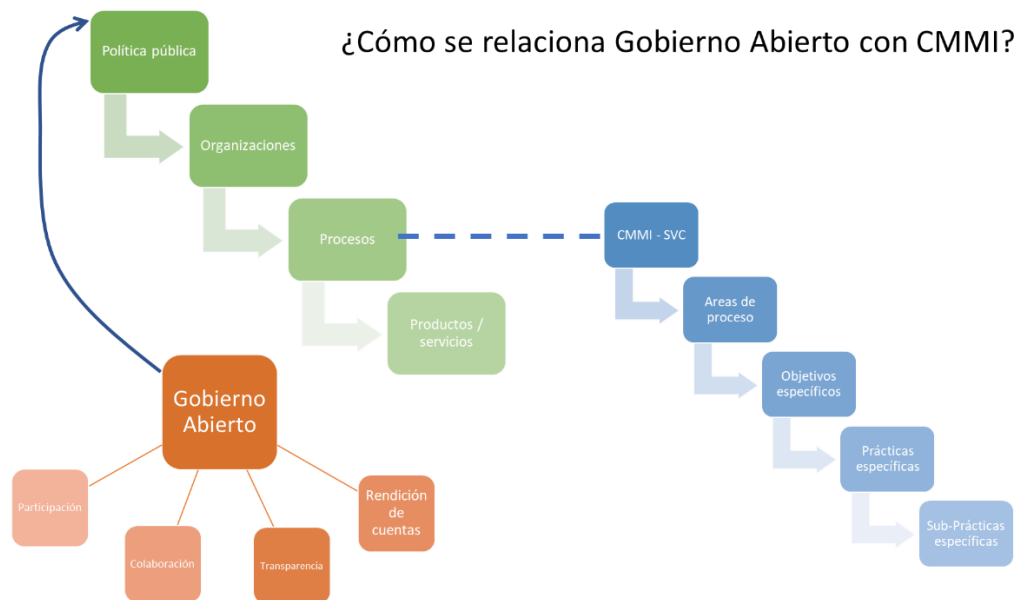 ¿Cómo se relaciona Gobierno Abierto con CMMI?
Política pública
Organizaciones
Procesos
Productos /
servicios
CMMI - SVC
Areas de
proceso
Objetivos
específicos
Prácticas
específicas
Sub-Prácticas
específicas
Gobierno
Abierto
Participación
Colaboración
Transparencia
Rendición
de
cuentas